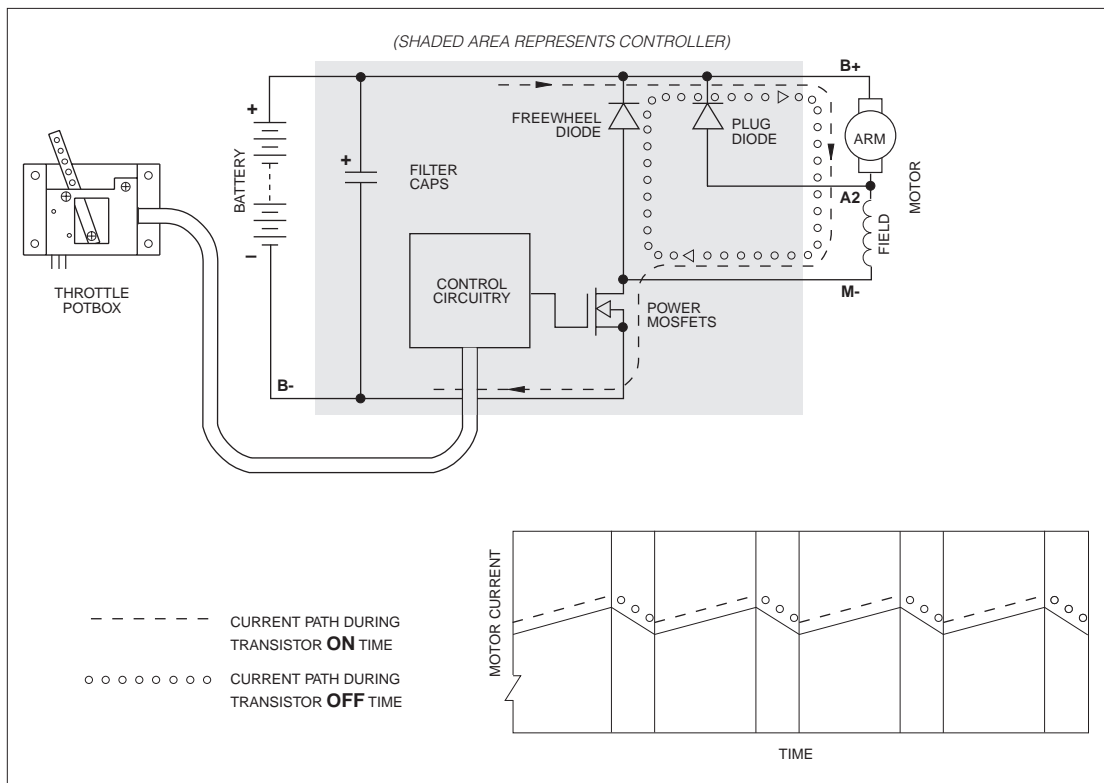 (SHADED AREA REPRESENTS CONTROLLER)
B+
+
FREEWHEEL
DIODE
PLUG
DIODE
ARM
MOTOR
BATTERY
+
FILTER
CAPS
A2
FIELD
–
CONTROL
CIRCUITRY
M-
POWER
MOSFETS
THROTTLE
POTBOX
B-
MOTOR CURRENT
CURRENT PATH DURING
TRANSISTOR ON TIME
CURRENT PATH DURING
TRANSISTOR OFF TIME
TIME